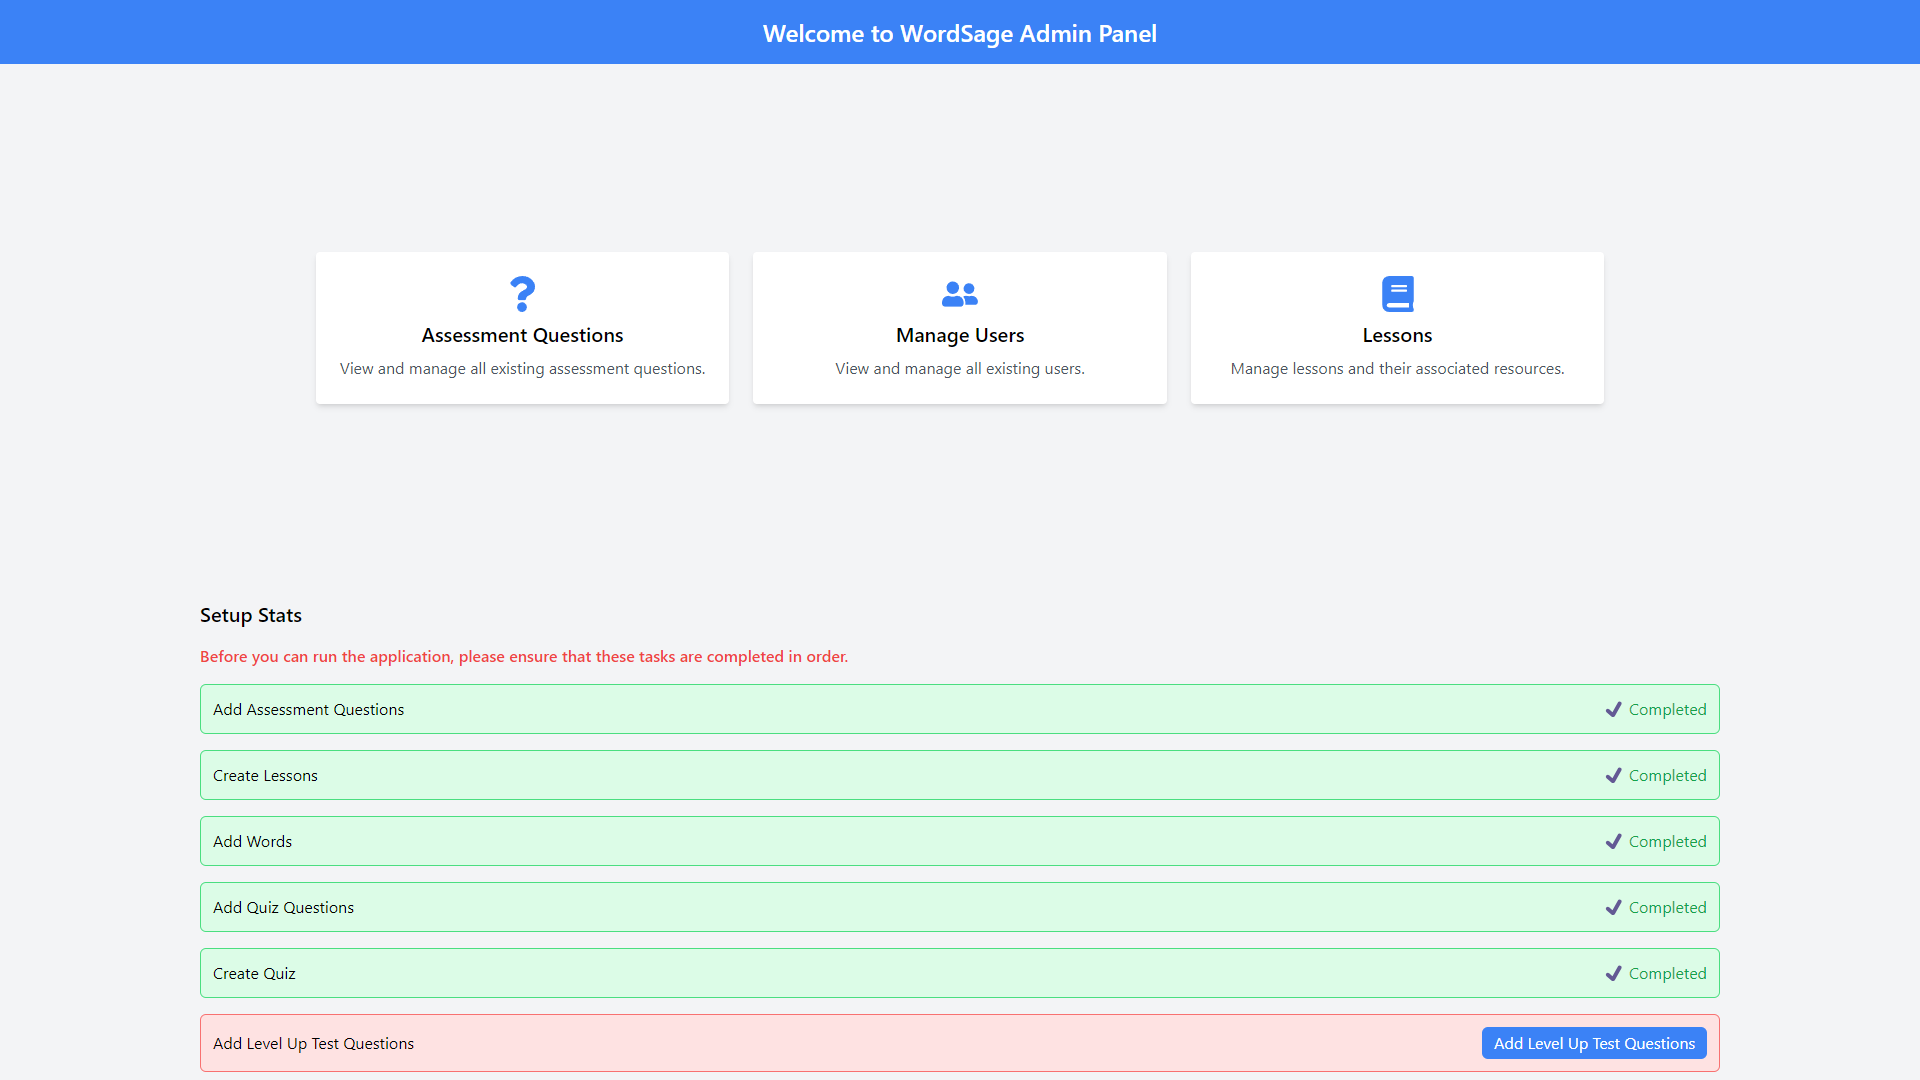 Welcome to WordSage Admin Panel
Assessment Questions
View and manage all existing assessment questions.
Manage Users
View and manage all existing users.
Lessons
Manage lessons and their associated resources.
Setup Stats
Before you can run the application, please ensure that these tasks are completed in order.
Add Assessment Questions
Completed
Create Lessons
Completed
Add Words
Completed
Add Quiz Questions
Completed
Create Quiz
Completed
Add Level Up Test Questions
Add Level Up Test Questions